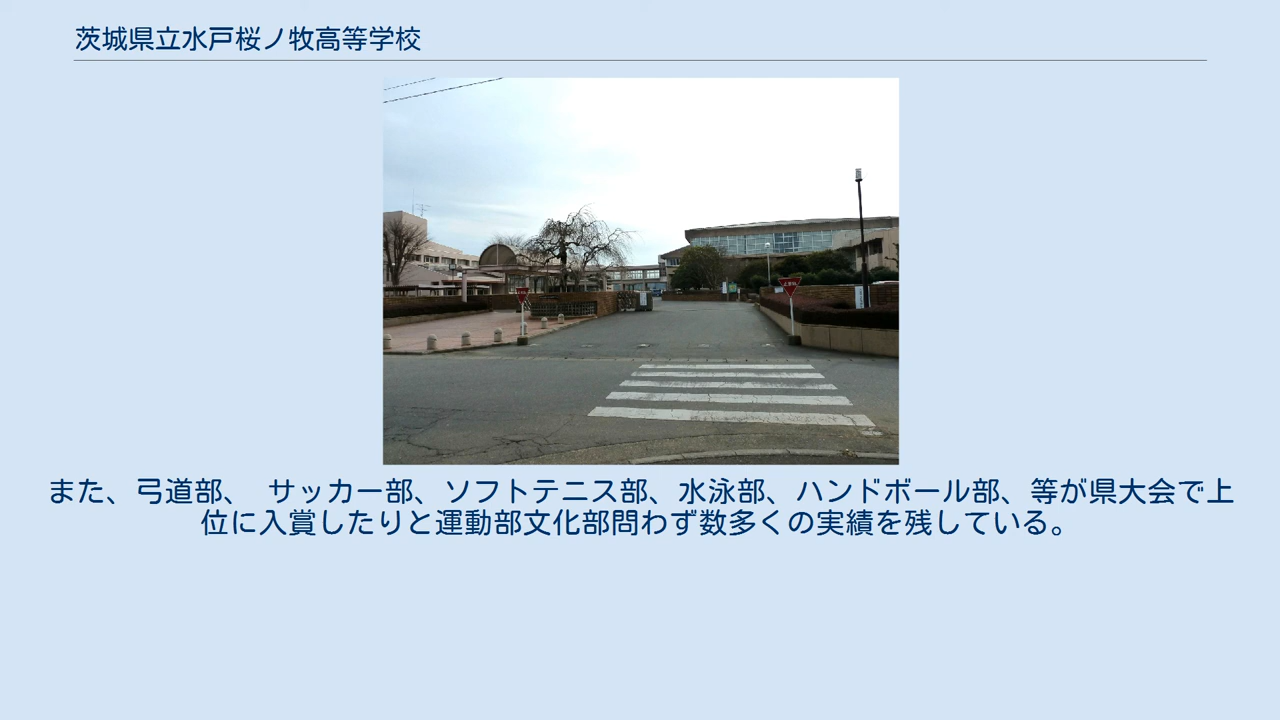 茨城県立水戸桜ノ牧高等学校
また、弓道部、 サッカー部、ソフトテニス部、水泳部、ハンドボール部、等が県大会で上
位に入賞したりと運動部文化部問わず数多くの実績を残している。